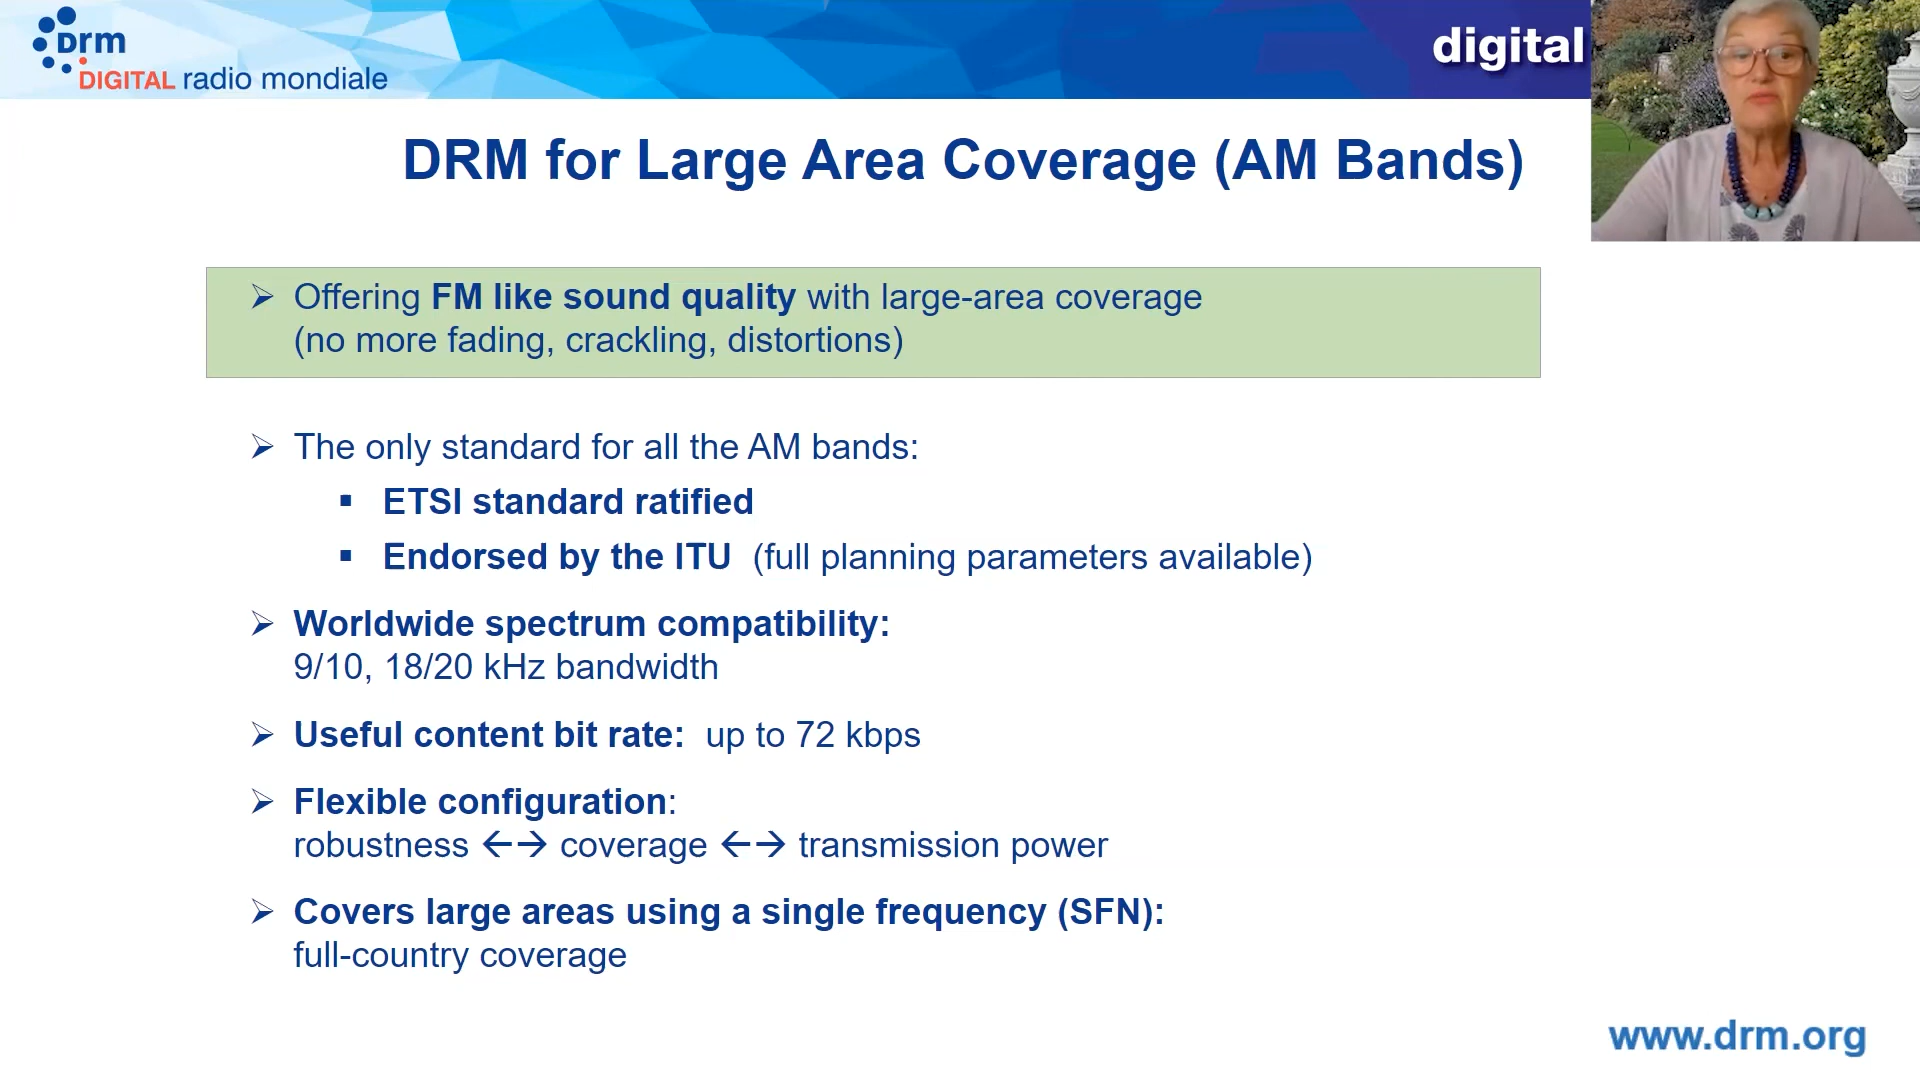 Drm
DIGITAL radio mondiale
digital
DRM for Large Area Coverage (AM Bands)
Offering FM like sound quality with large-area coverage
(no more fading, crackling, distortions)
The only standard for all the AM bands:
ETSI standard ratified
Endorsed by the ITU (full planning parameters available)
Worldwide spectrum compatibility:
9/10, 18/20 kHz bandwidth
Useful content bit rate: up to 72 kbps
Flexible configuration:
robustness ←→ coverage ←→ transmission power
Covers large areas using a single frequency (SFN):
full-country coverage
www.drm.org